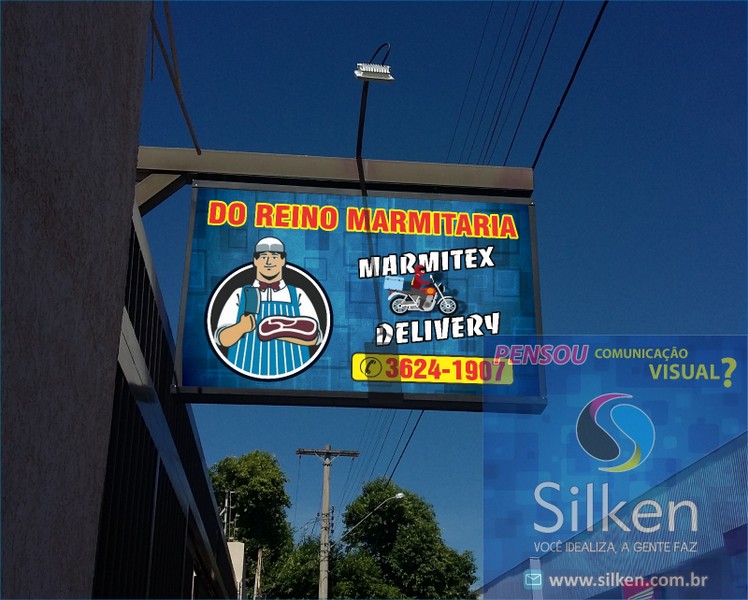 DO REINO MARMITARIA
MARMITEX
DELIVERY
3624-1907
PENSOU COMUNICAÇÃO
VISUAL?
Silken
VOCÊ IDEALIZA, A GENTE FAZ
www.silken.com.br